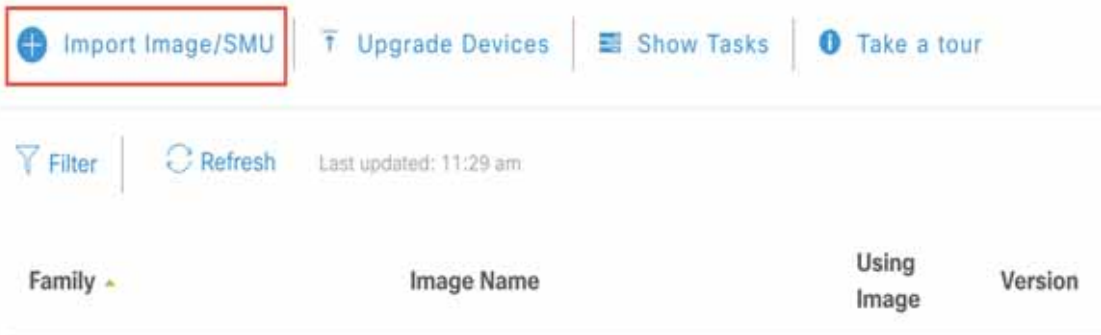 Import Image/SMU Upgrade Devices Show Tasks Take a tour
Filter Refresh Last updated: 11:29 am
Family Image Name Using Image Version